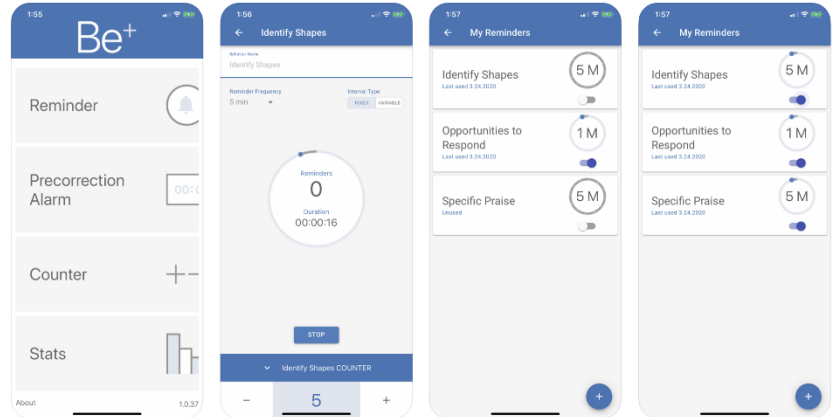 1:55
Be+
Reminder
Precorrection
Alarm
00:0
Counter
Stats
About
1.0.37
1:56
Identify Shapes
Behavior Name
Identify Shapes
Reminder Frequency
Interval Type
5 min
FIXED
VARIABLE
Reminders
0
Duration
00:00:16
STOP
Identify Shapes COUNTER
−
5
+
1:57
My Reminders
Identify Shapes
Last used 3.24.2020
5 M
Opportunities to
Respond
Last used 3.24.2020
1 M
Specific Praise
Unused
5 M
+
1:57
My Reminders
Identify Shapes
Last used 3.24.2020
5 M
Opportunities to
Respond
Last used 3.24.2020
1 M
Specific Praise
Last used 3.24.2020
5 M
+